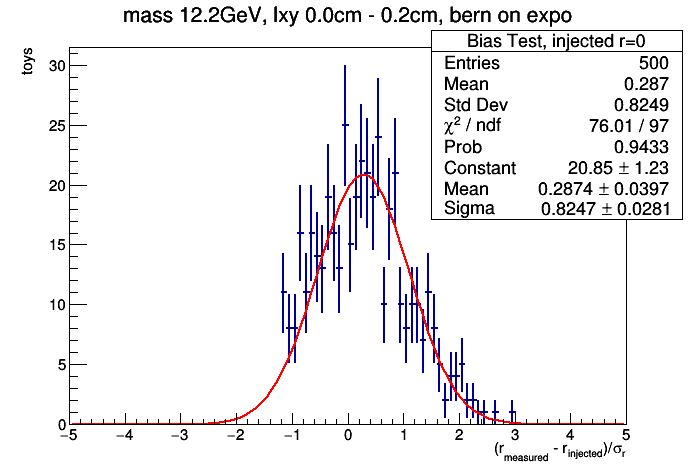 mass 12.2GeV, lxy 0.0cm - 0.2cm, bern on expo
Bias Test, injected r=0
Entries 500
Mean 0.287
Std Dev 0.8249
χ² / ndf 76.01 / 97
Prob 0.9433
Constant 20.85 ± 1.23
Mean 0.2874 ± 0.0397
Sigma 0.8247 ± 0.0281
toys
30
25
20
15
10
5
0
−5 −4 −3 −2 −1 0 1 2 3 4 5
(r_measured - r_injected)/σ_r